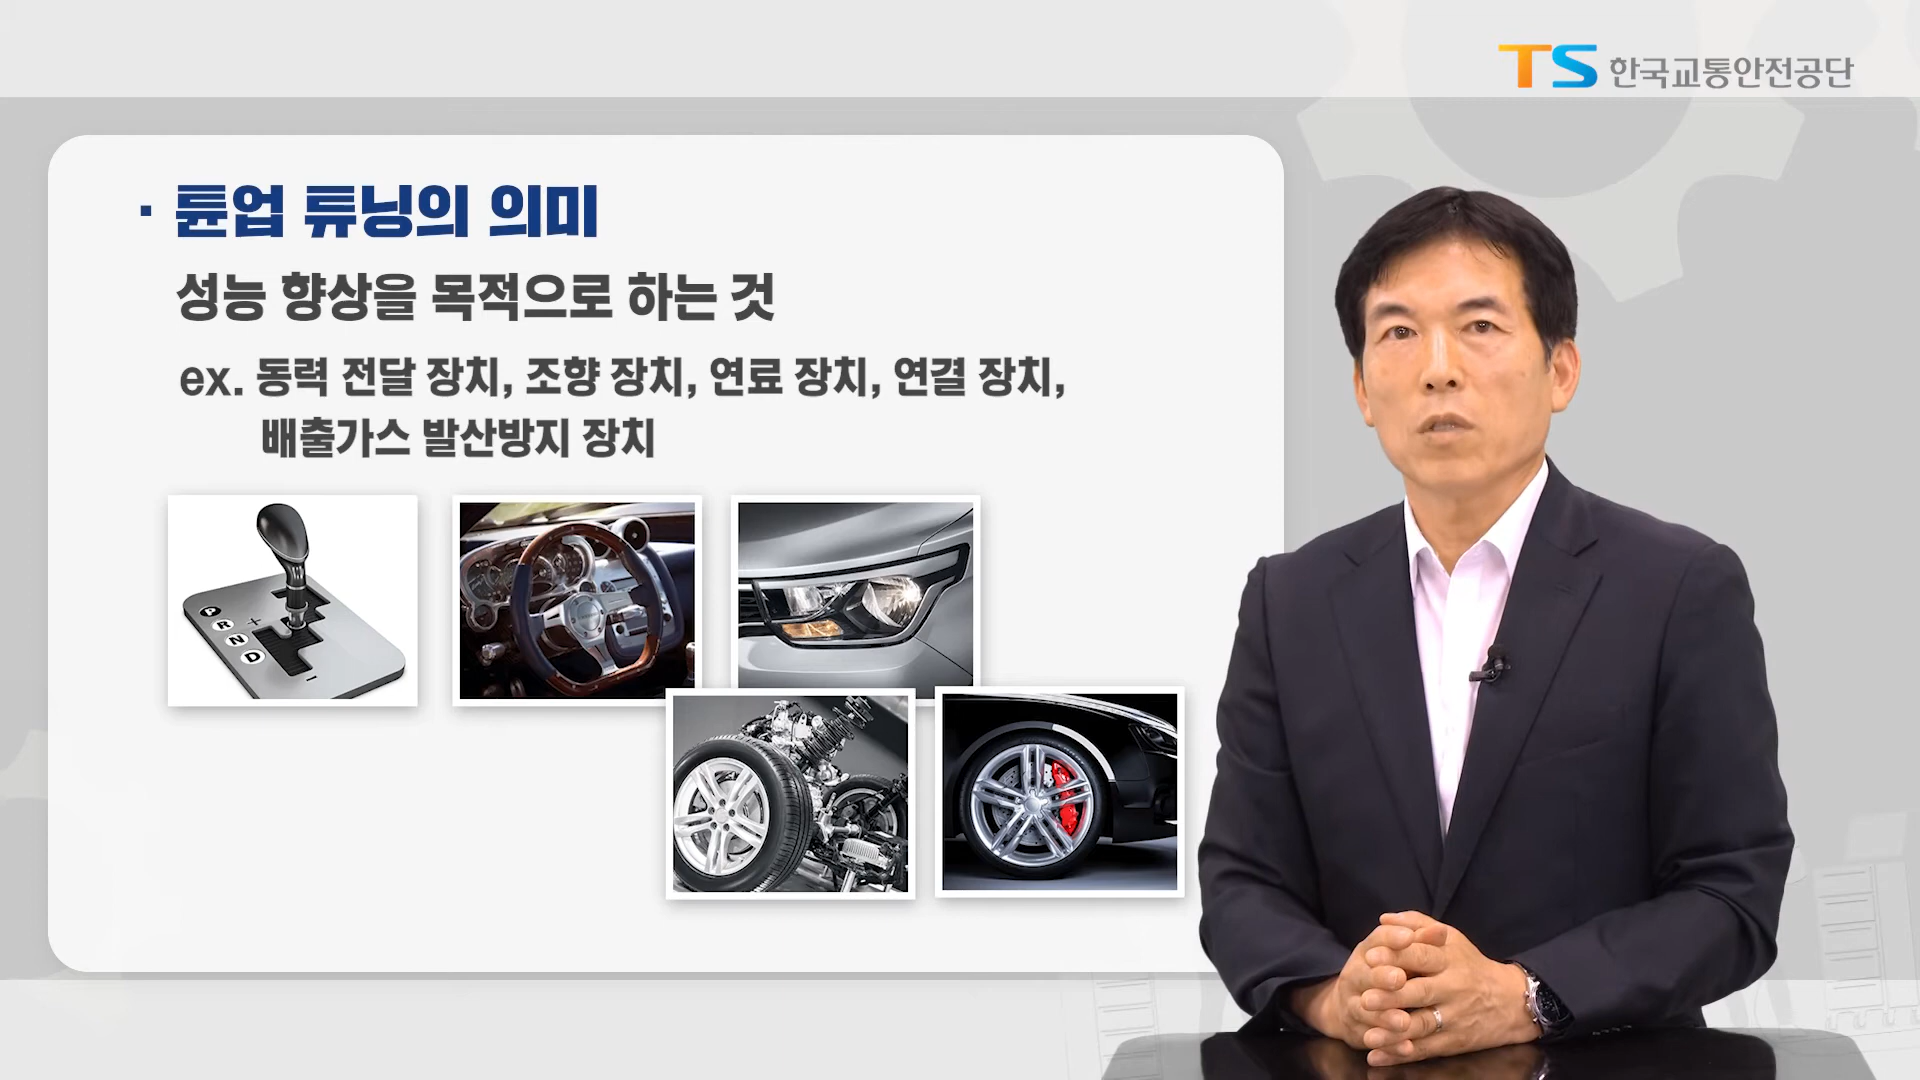 TS 한국교통안전공단
· 튠업 튜닝의 의미
성능 향상을 목적으로 하는 것
ex. 동력 전달 장치, 조향 장치, 연료 장치, 연결 장치,
배출가스 발산방지 장치
P
R
N
D
+
−